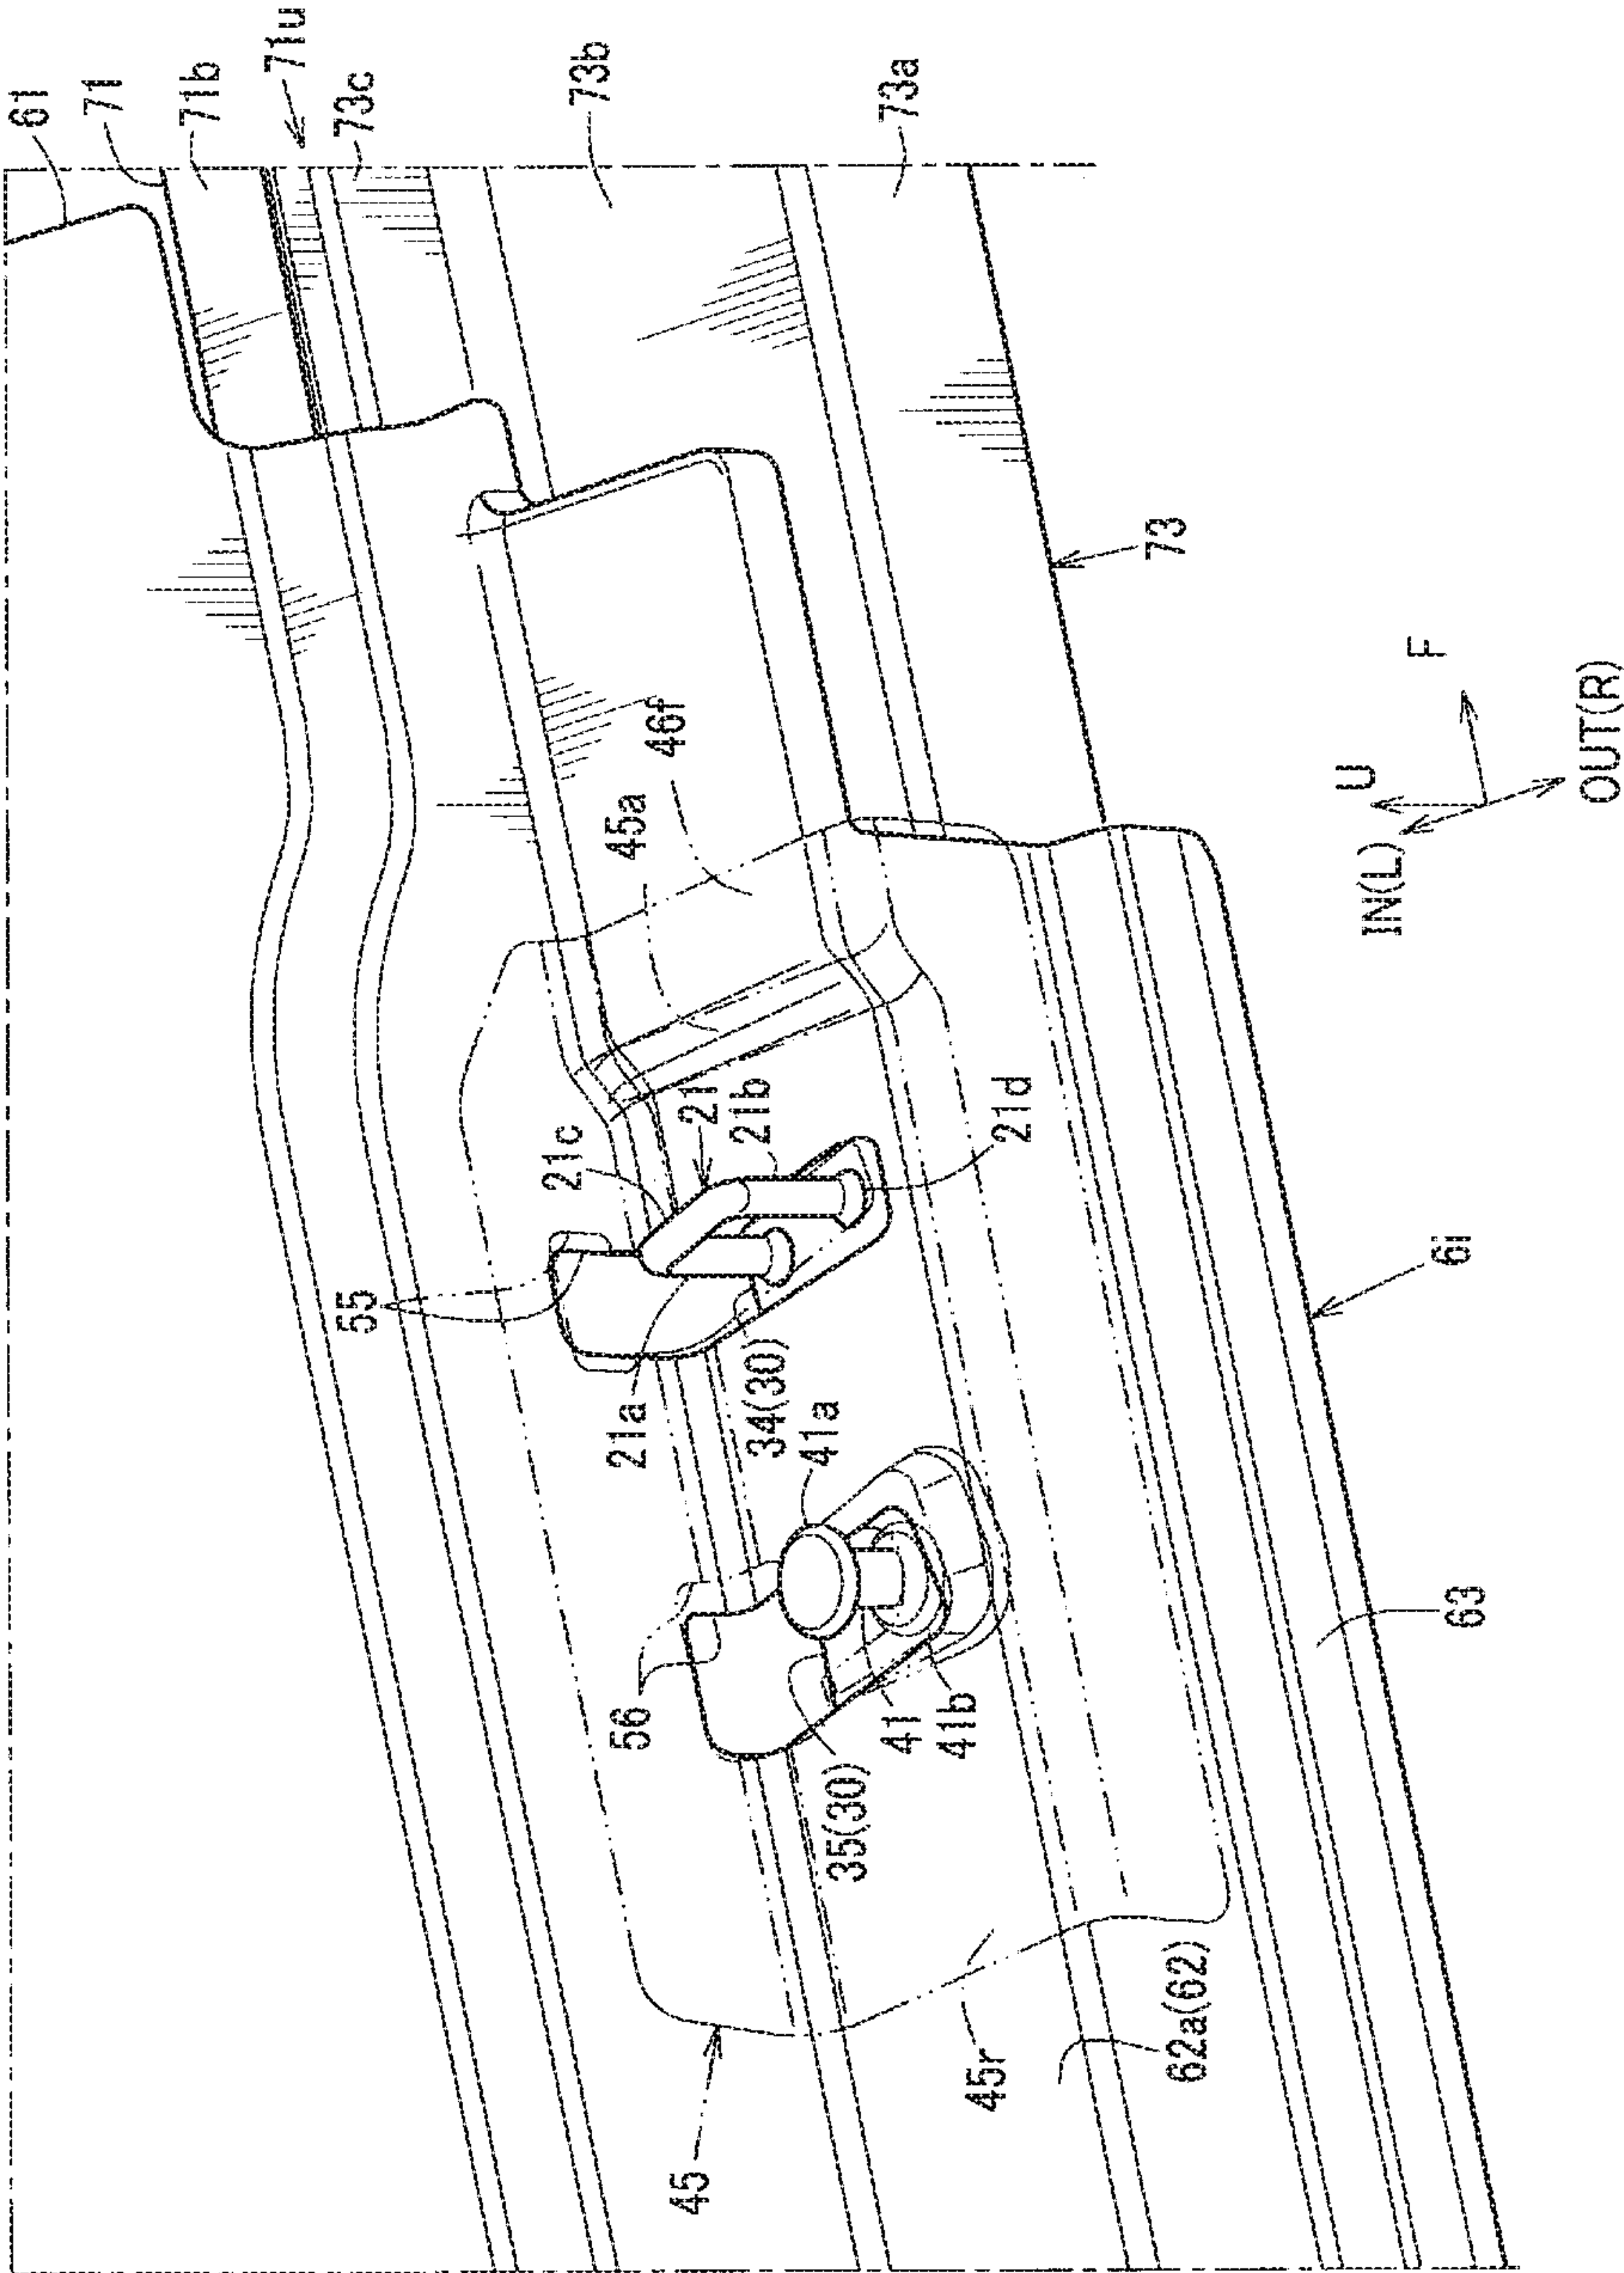 61
71
71b
71u
73c
73b
73a
73
46f
45a
21
21b
21c
21d
55
21a
34(30)
41a
56
35(30)
41
41b
45
45r
62a(62)
63
6i
U
F
IN(L)
OUT(R)